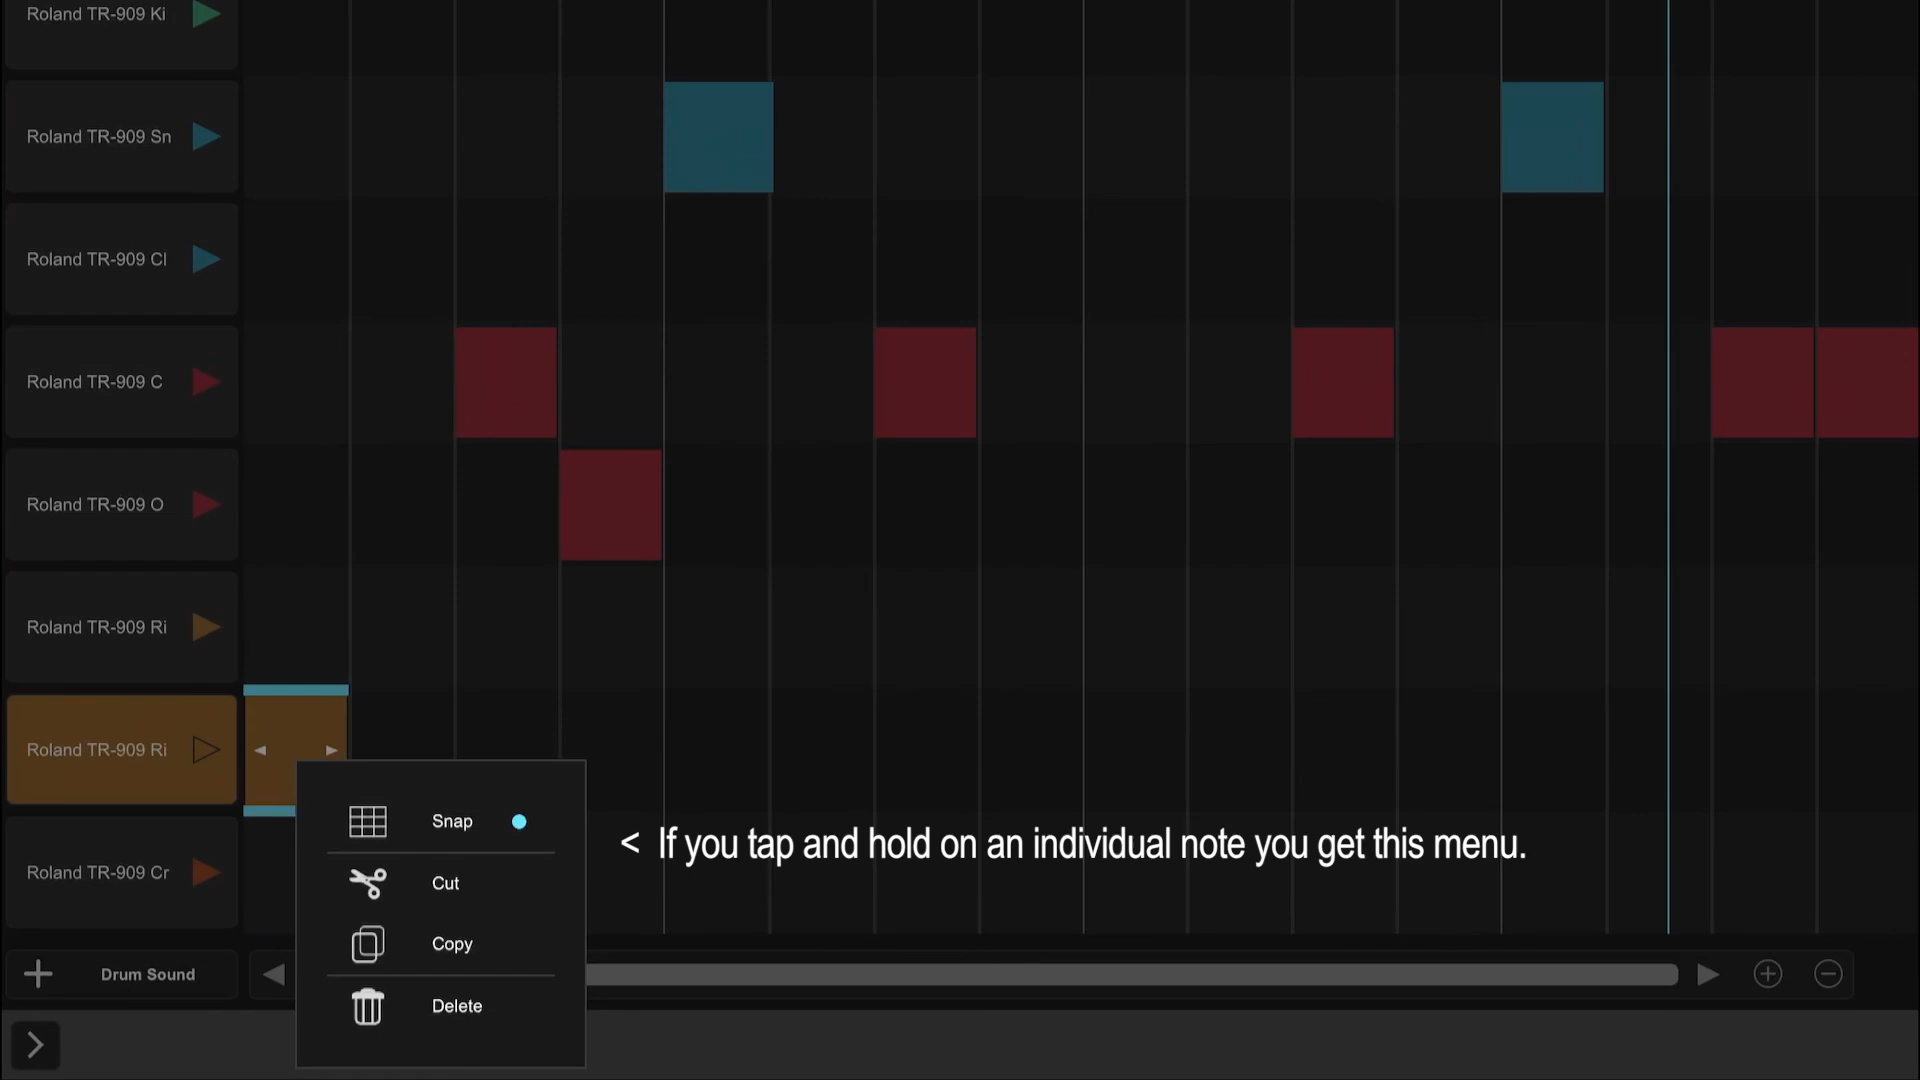 Roland TR-909 Ki
Roland TR-909 Sn
Roland TR-909 Cl
Roland TR-909 C
Roland TR-909 O
Roland TR-909 Ri
Roland TR-909 Ri
Roland TR-909 Cr
Snap
Cut
Copy
Delete
< If you tap and hold on an individual note you get this menu.
Drum Sound